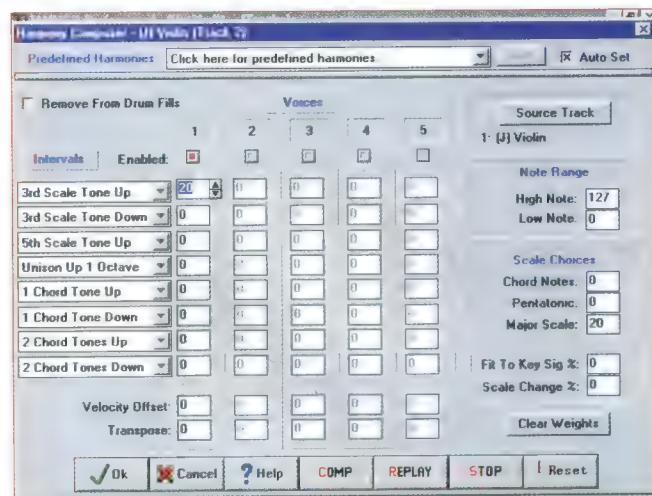 Harmony Composer - (J) Violin (Track 2)
Predefined Harmonies Click here for predefined harmonies Auto Set
Remove From Drum Fills
Voices
1 2 3 4 5
Intervals Enabled:
3rd Scale Tone Up 20 0 0 0
3rd Scale Tone Down 0 0 0
5th Scale Tone Up 0 0 0 0
Unison Up 1 Octave 0 0 0
1 Chord Tone Up 0 0 0
1 Chord Tone Down 0 0 0
2 Chord Tones Up 0 0 0
2 Chord Tones Down 0 0 0 0 0
Velocity Offset: 0 0 0
Transpose: 0 0 0
Source Track
1: (J) Violin
Note Range
High Note: 127
Low Note: 0
Scale Choices
Chord Notes: 0
Pentatonic: 0
Major Scale: 20
Fit To Key Sig %: 0
Scale Change %: 0
Clear Weights
Ok Cancel Help COMP REPLAY STOP Reset